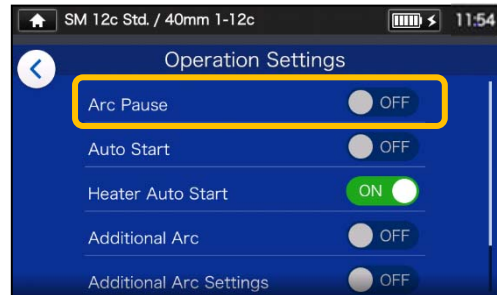 SM 12c Std. / 40mm 1-12c 11:54
Operation Settings
Arc Pause OFF
Auto Start OFF
Heater Auto Start ON
Additional Arc OFF
Additional Arc Settings OFF